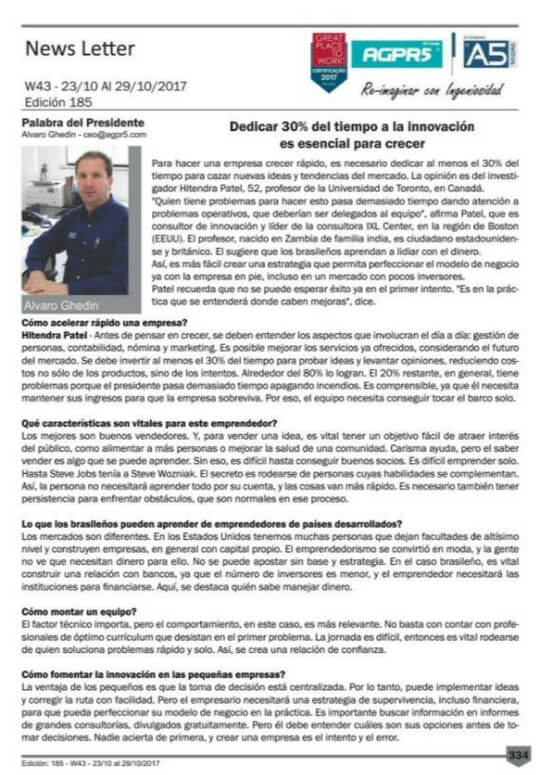 News Letter
W43 - 23/10 Al 29/10/2017
Edición 185
GREAT
PLACE
TO
WORK
CERTIFICAÇÃO
2017
AGPR5
A5
Re-imaginar con Ingeniosidad
Palabra del Presidente
Alvaro Ghedin - ceo@agpr5.com
Alvaro Ghedin
Dedicar 30% del tiempo a la innovación
es esencial para crecer
Para hacer una empresa crecer rápido, es necesario dedicar al menos el 30% del
tiempo para cazar nuevas ideas y tendencias del mercado. La opinión es del investi-
gador Hitendra Patel, 52, profesor de la Universidad de Toronto, en Canadá.
"Quien tiene problemas para hacer esto pasa demasiado tiempo dando atención a
problemas operativos, que deberían ser delegados al equipo", afirma Patel, que es
consultor de innovación y líder de la consultora IXL Center, en la región de Boston
(EEUU). El profesor, nacido en Zambia de familia india, es ciudadano estadouniden-
se y británico. El sugiere que los brasileños aprendan a lidiar con el dinero.
Así, es más fácil crear una estrategia que permita perfeccionar el modelo de negocio
ya con la empresa en pie, incluso en un mercado con pocos inversores.
Patel recuerda que no se puede esperar éxito ya en el primer intento. "Es en la prác-
tica que se entenderá donde caben mejoras", dice.
Cómo acelerar rápido una empresa?
Hitendra Patel - Antes de pensar en crecer, se deben entender los aspectos que involucran el día a día: gestión de
personas, contabilidad, nómina y marketing. Es posible mejorar los servicios ya ofrecidos, considerando el futuro
del mercado. Se debe invertir al menos el 30% del tiempo para probar ideas y levantar opiniones, reduciendo cos-
tos no sólo de los productos, sino de los intentos. Alrededor del 80% lo logran. El 20% restante, en general, tiene
problemas porque el presidente pasa demasiado tiempo apagando incendios. Es comprensible, ya que él necesita
mantener sus ingresos para que la empresa sobreviva. Por eso, el equipo necesita conseguir tocar el barco solo.
Qué características son vitales para este emprendedor?
Los mejores son buenos vendedores. Y, para vender una idea, es vital tener un objetivo fácil de atraer interés
del público, como alimentar a más personas o mejorar la salud de una comunidad. Carisma ayuda, pero el saber
vender es algo que se puede aprender. Sin eso, es difícil hasta conseguir buenos socios. Es difícil emprender solo.
Hasta Steve Jobs tenía a Steve Wozniak. El secreto es rodearse de personas cuyas habilidades se complementan.
Así, la persona no necesitará aprender todo por su cuenta, y las cosas van más rápido. Es necesario también tener
persistencia para enfrentar obstáculos, que son normales en ese proceso.
Lo que los brasileños pueden aprender de emprendedores de países desarrollados?
Los mercados son diferentes. En los Estados Unidos tenemos muchas personas que dejan facultades de altísimo
nivel y construyen empresas, en general con capital propio. El emprendedorismo se convirtió en moda, y la gente
no ve que necesitan dinero para ello. No se puede apostar sin base y estrategia. En el caso brasileño, es vital
construir una relación con bancos, ya que el número de inversores es menor, y el emprendedor necesitará las
instituciones para financiarse. Aquí, se destaca quién sabe manejar dinero.
Cómo montar un equipo?
El factor técnico importa, pero el comportamiento, en este caso, es más relevante. No basta con contar con profe-
sionales de óptimo currículum que desistan en el primer problema. La jornada es difícil, entonces es vital rodearse
de quien soluciona problemas rápido y solo. Así, se crea una relación de confianza.
Cómo fomentar la innovación en las pequeñas empresas?
La ventaja de los pequeños es que la toma de decisión está centralizada. Por lo tanto, puede implementar ideas
y corregir la ruta con facilidad. Pero el empresario necesitará una estrategia de supervivencia, incluso financiera,
para que pueda perfeccionar su modelo de negocio en la práctica. Es importante buscar información en informes
de grandes consultorías, divulgados gratuitamente. Pero él debe entender cuáles son sus opciones antes de to-
mar decisiones. Nadie acierta de primera, y crear una empresa es el intento y el error.
334
Edición: 185 - W43 - 23/10 al 29/10/2017